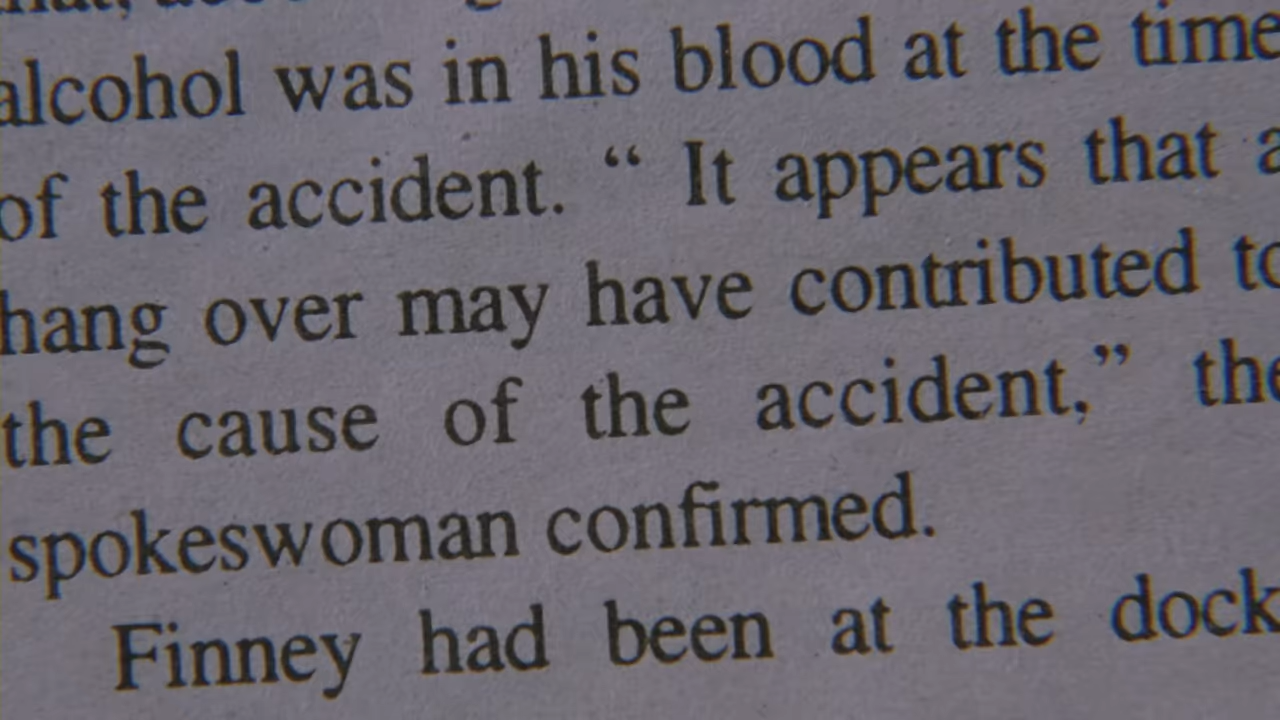 alcohol was in his blood at the time
of the accident. “ It appears that a
hang over may have contributed to
the cause of the accident,” the
spokeswoman confirmed.
Finney had been at the dock